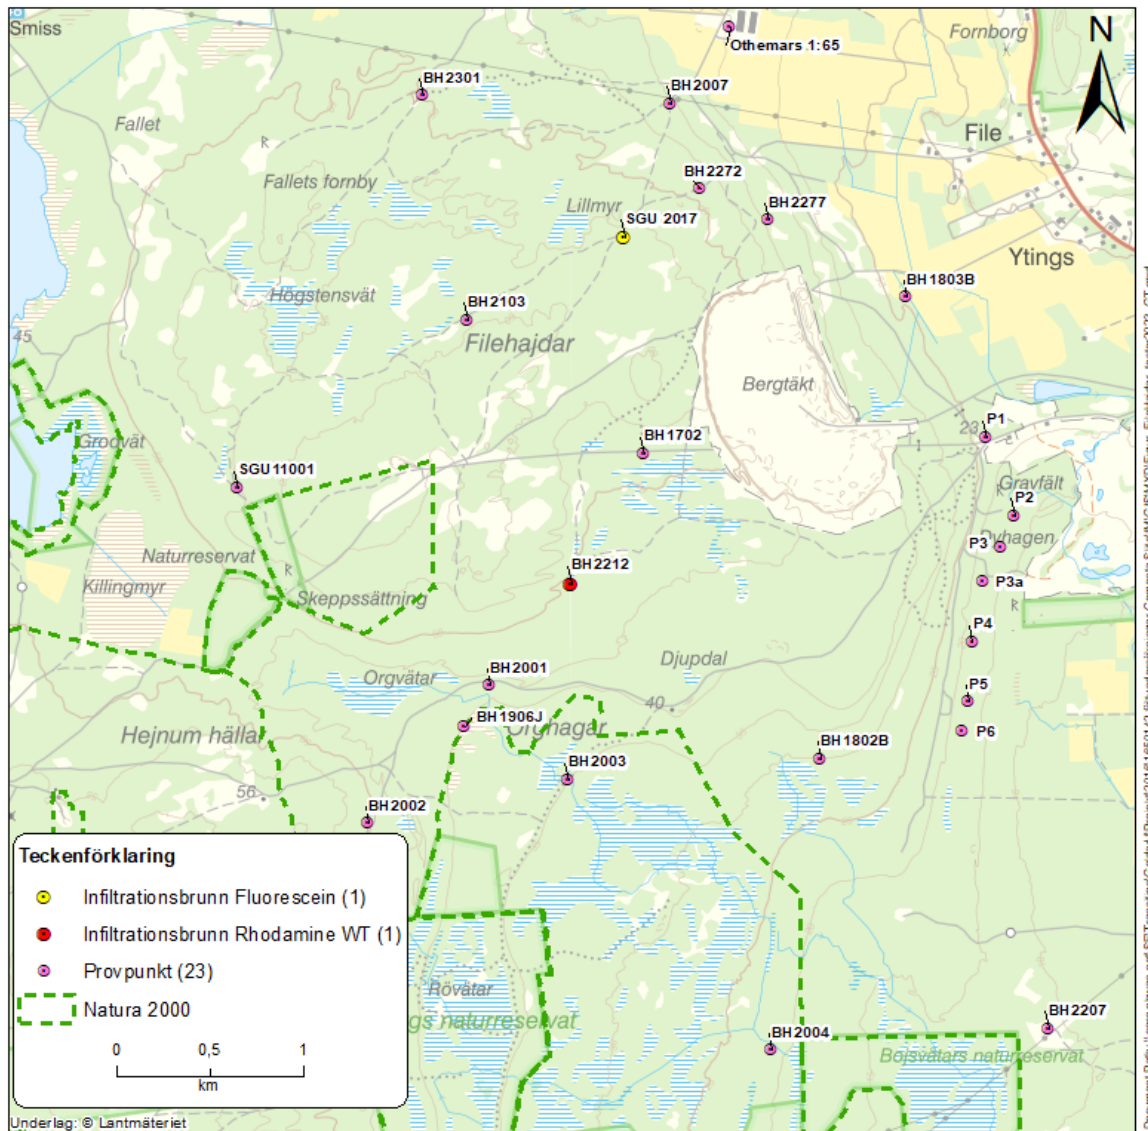 Smiss
Othemars 1:65
Fornborg
N
BH2301
BH2007
Fallet
File
R
BH2272
Fallets fornby
Lillmyr
SGU 2017
BH2277
Ytings
BH1803B
Högstensvät
BH2103
45
Filehajdar
Bergtäkt
P1
23
Grodvät
BH1702
SGU11001
Gravfält
R
P2
P3
Dyhagen
Naturreservat
BH2212
P3a
Killingmyr
R
Skeppssättning
R
P4
Djupdal
Orgvätar
BH2001
P5
40
BH1906J
Orghagar
P6
Hejnum hällar
BH1802B
BH2003
56
BH2002
Teckenförklaring
Infiltrationsbrunn Fluorescein (1)
Infiltrationsbrunn Rhodamine WT (1)
Provpunkt (23)
Natura 2000
0 0,5 1
km
Rövätar
gs naturreservat
BH2207
BH2004
Bojsvätars naturreservat
Underlag: © Lantmäteriet